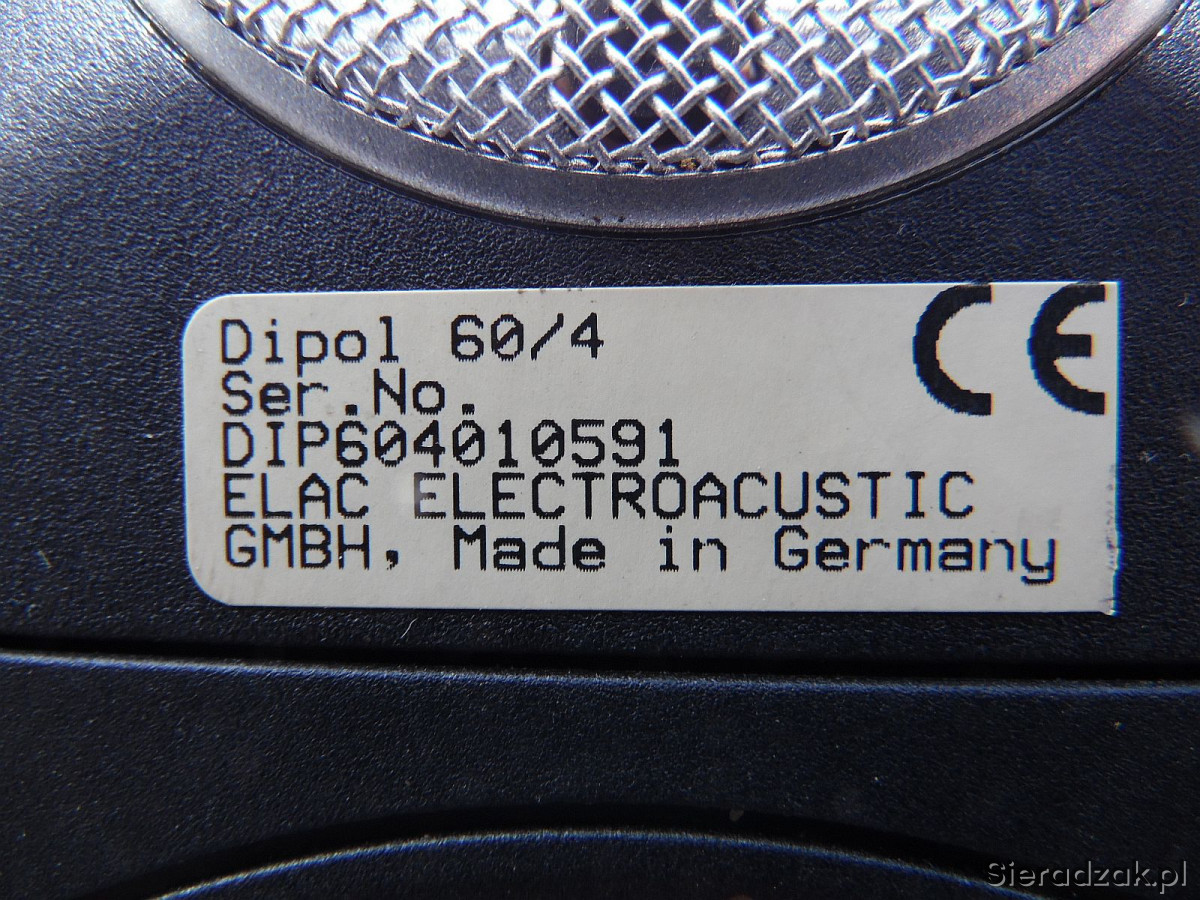 Dipol 60/4
CE
Ser.No.
DIP604010591
ELAC ELECTROACUSTIC
GMBH, Made in Germany
Sieradzak.pl